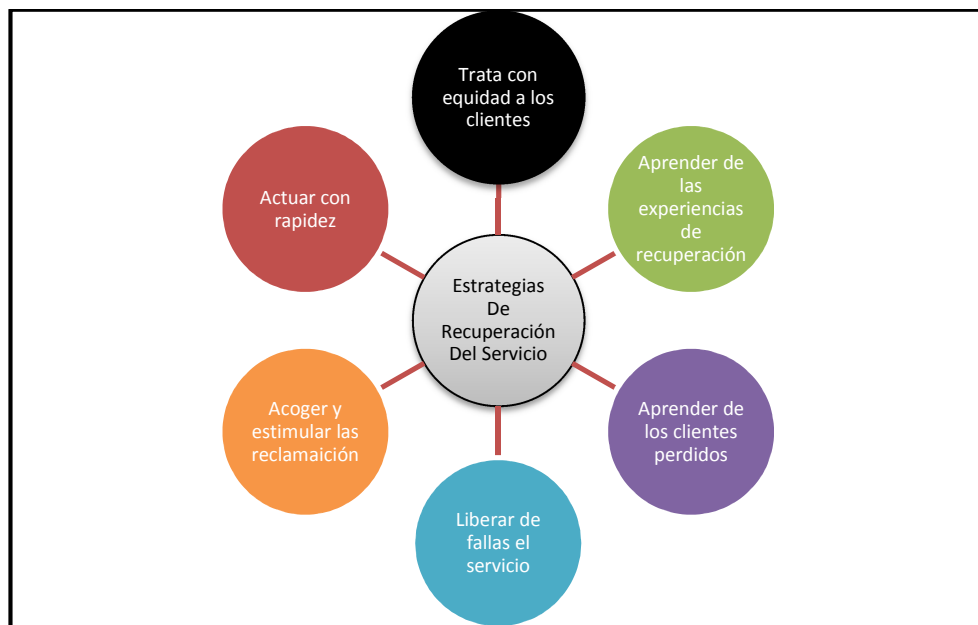 Trata con
equidad a los
clientes
Aprender de
las
experiencias
de
recuperación
Aprender de
los clientes
perdidos
Liberar de
fallas el
servicio
Acoger y
estimular las
reclamaición
Actuar con
rapidez
Estrategias
De
Recuperación
Del Servicio